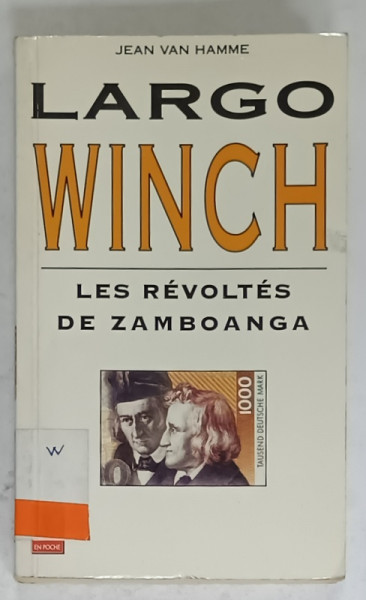 JEAN VAN HAMME
LARGO
WINCH
LES RÉVOLTÉS
DE ZAMBOANGA
1000
TAUSEND DEUTSCHE MARK
W
EN POCHE